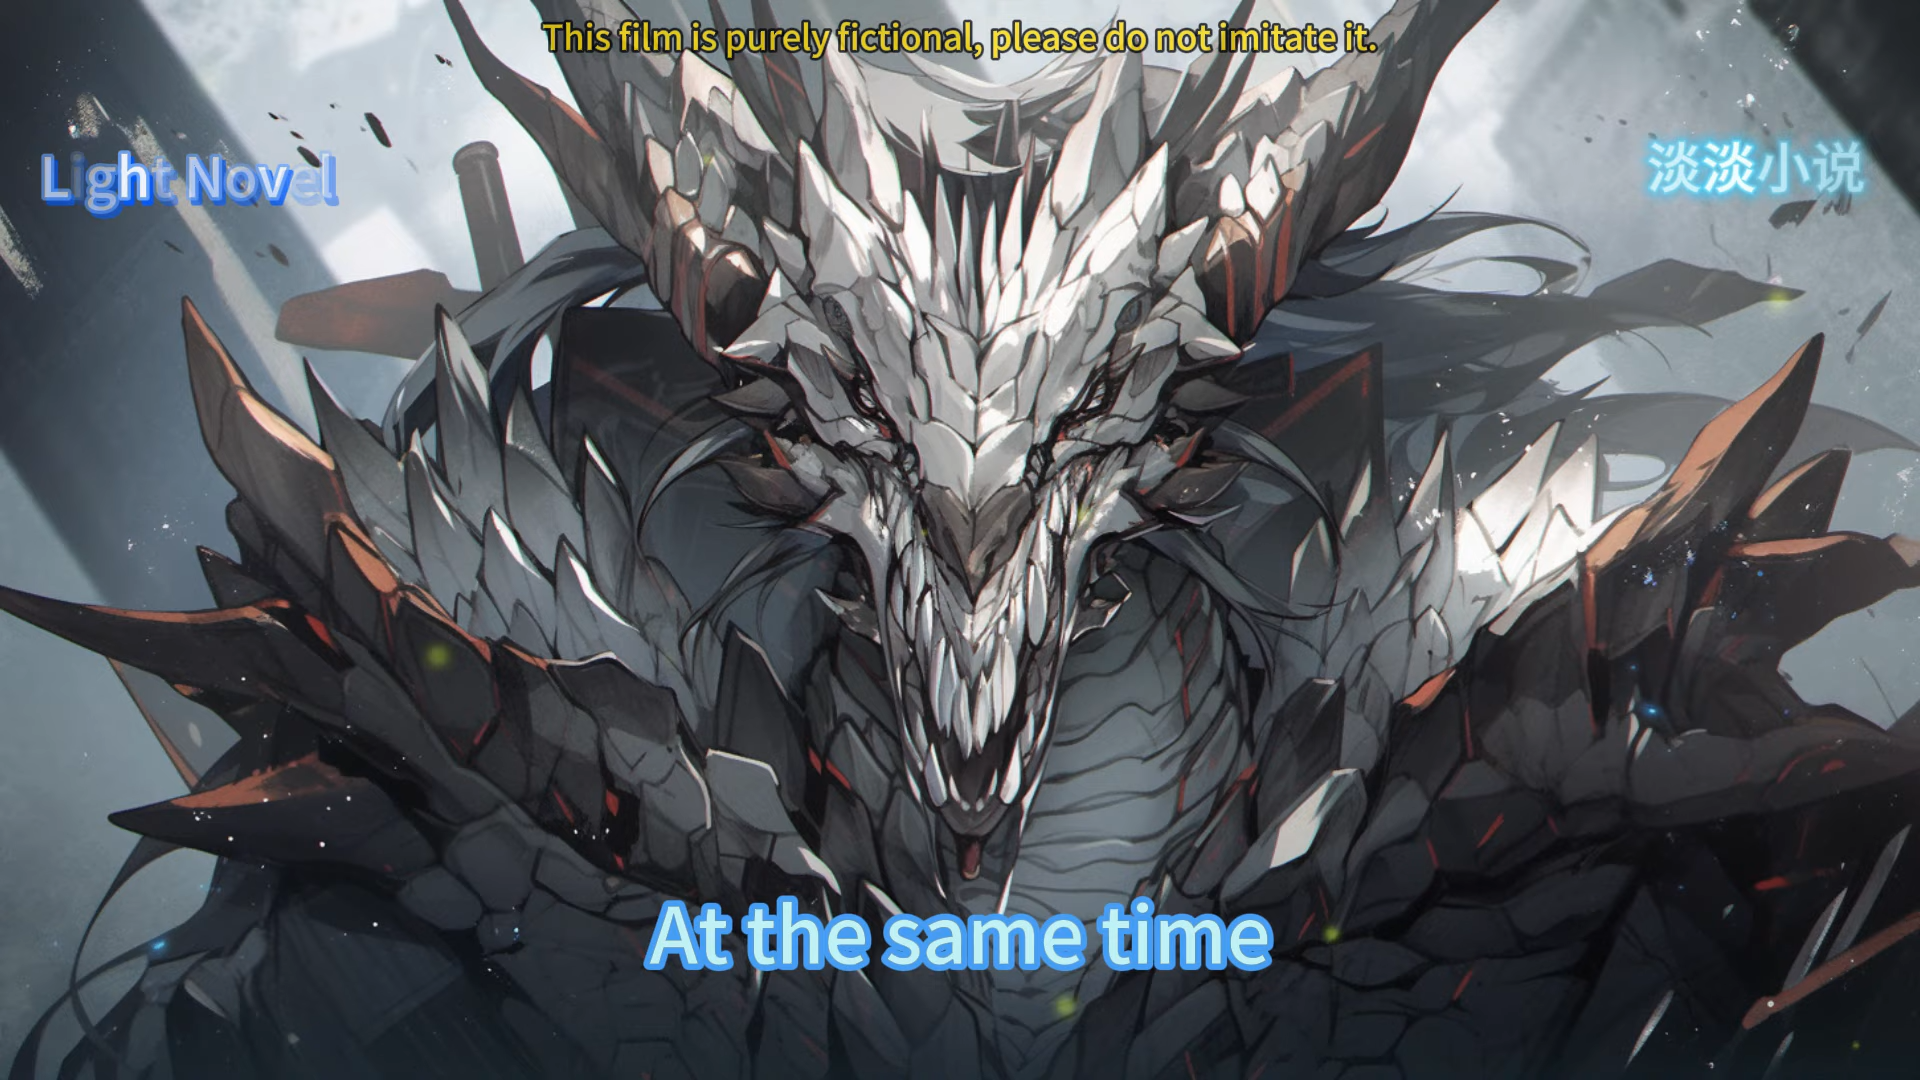 This film is purely fictional, please do not imitate it.
Light Novel
淡淡小说
At the same time